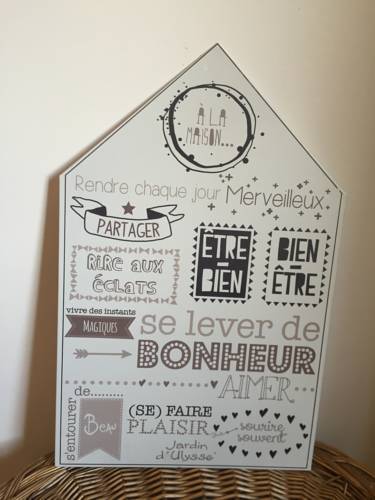 À LA
MAISON...
Rendre chaque jour Merveilleux
PARTAGER
ÊTRE-
BIEN
BIEN-
ÊTRE
RIRE AUX
ÉCLATS
vivre des instants
MAGIQUES
se lever de
BONHEUR
AIMER...
s'entourer de.........
Beau
(SE) FAIRE
PLAISIR
sourire
souvent
Jardin
d'Ulysse